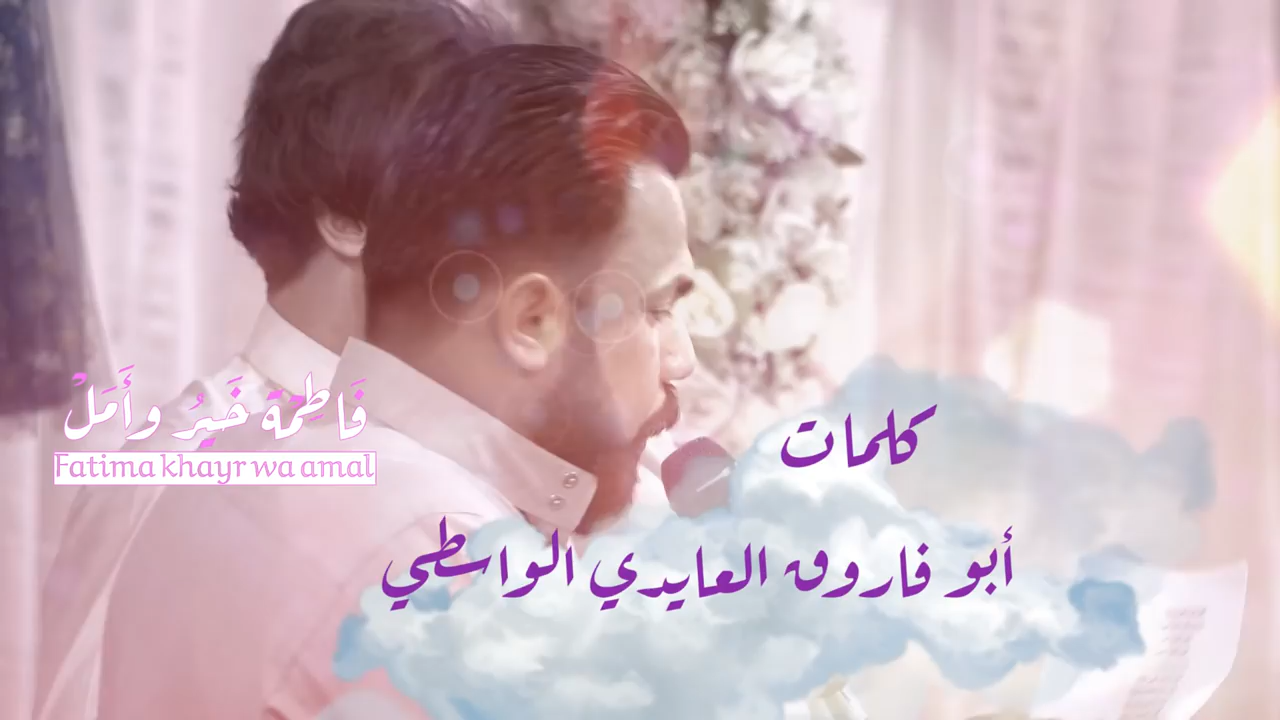 كلمات
أبو فاروق العايدي الواسطي
فَاطِمَة خَيرُ وأَمَلْ
Fatima khayr wa amal